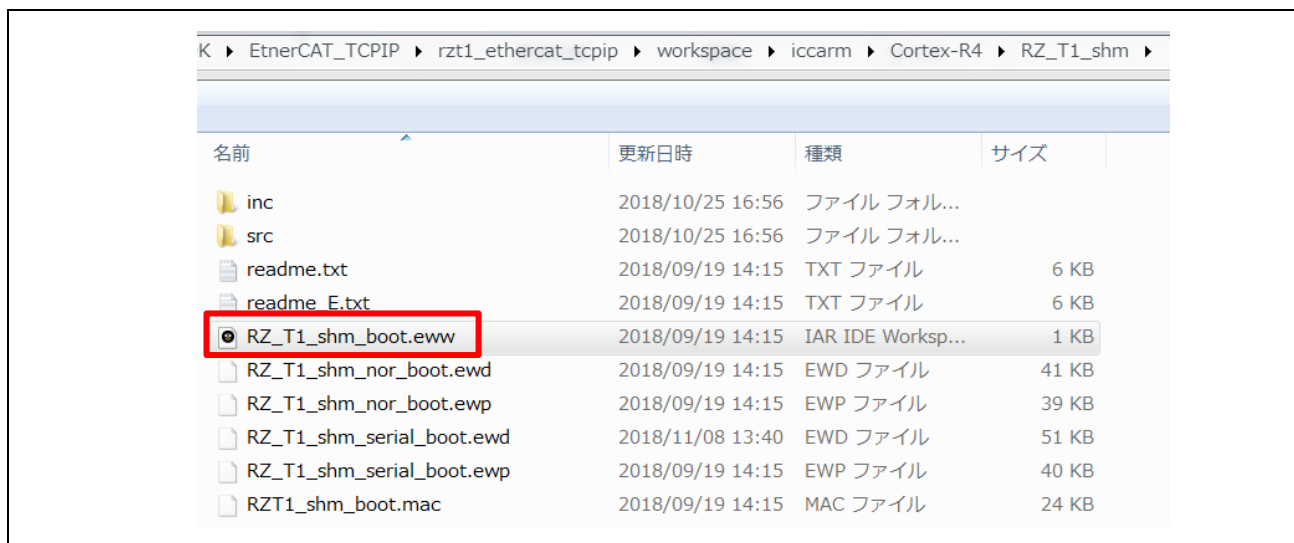 K ▸ EtnerCAT_TCPIP ▸ rzt1_ethercat_tcpip ▸ workspace ▸ iccarm ▸ Cortex-R4 ▸ RZ_T1_shm ▸
名前 更新日時 種類 サイズ
inc 2018/10/25 16:56 ファイル フォル...
src 2018/10/25 16:56 ファイル フォル...
readme.txt 2018/09/19 14:15 TXT ファイル 6 KB
readme_E.txt 2018/09/19 14:15 TXT ファイル 6 KB
RZ_T1_shm_boot.eww 2018/09/19 14:15 IAR IDE Worksp... 1 KB
RZ_T1_shm_nor_boot.ewd 2018/09/19 14:15 EWD ファイル 41 KB
RZ_T1_shm_nor_boot.ewp 2018/09/19 14:15 EWP ファイル 39 KB
RZ_T1_shm_serial_boot.ewd 2018/11/08 13:40 EWD ファイル 51 KB
RZ_T1_shm_serial_boot.ewp 2018/09/19 14:15 EWP ファイル 40 KB
RZT1_shm_boot.mac 2018/09/19 14:15 MAC ファイル 24 KB